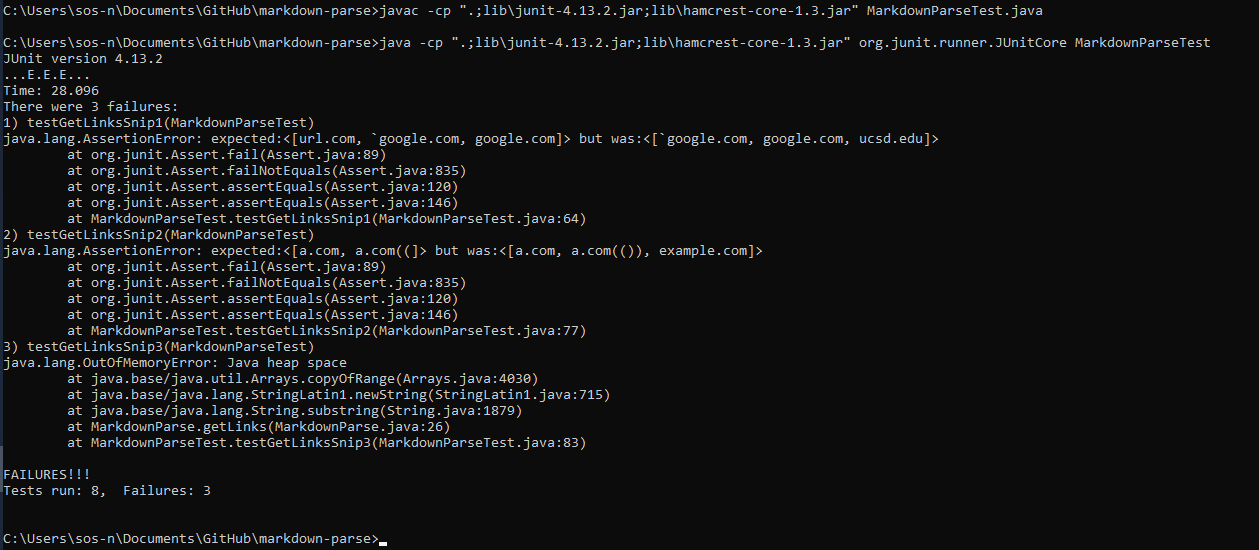 C:\Users\sos-n\Documents\GitHub\markdown-parse>javac -cp ".;lib\junit-4.13.2.jar;lib\hamcrest-core-1.3.jar" MarkdownParseTest.java
C:\Users\sos-n\Documents\GitHub\markdown-parse>java -cp ".;lib\junit-4.13.2.jar;lib\hamcrest-core-1.3.jar" org.junit.runner.JUnitCore MarkdownParseTest
JUnit version 4.13.2
...E.E.E...
Time: 28.096
There were 3 failures:
1) testGetLinksSnip1(MarkdownParseTest)
java.lang.AssertionError: expected:<[url.com, `google.com, google.com]> but was:<[`google.com, google.com, ucsd.edu]>
at org.junit.Assert.fail(Assert.java:89)
at org.junit.Assert.failNotEquals(Assert.java:835)
at org.junit.Assert.assertEquals(Assert.java:120)
at org.junit.Assert.assertEquals(Assert.java:146)
at MarkdownParseTest.testGetLinksSnip1(MarkdownParseTest.java:64)
2) testGetLinksSnip2(MarkdownParseTest)
java.lang.AssertionError: expected:<[a.com, a.com((]> but was:<[a.com, a.com(()), example.com]>
at org.junit.Assert.fail(Assert.java:89)
at org.junit.Assert.failNotEquals(Assert.java:835)
at org.junit.Assert.assertEquals(Assert.java:120)
at org.junit.Assert.assertEquals(Assert.java:146)
at MarkdownParseTest.testGetLinksSnip2(MarkdownParseTest.java:77)
3) testGetLinksSnip3(MarkdownParseTest)
java.lang.OutOfMemoryError: Java heap space
at java.base/java.util.Arrays.copyOfRange(Arrays.java:4030)
at java.base/java.lang.StringLatin1.newString(StringLatin1.java:715)
at java.base/java.lang.String.substring(String.java:1879)
at MarkdownParse.getLinks(MarkdownParse.java:26)
at MarkdownParseTest.testGetLinksSnip3(MarkdownParseTest.java:83)
FAILURES!!!
Tests run: 8,  Failures: 3
C:\Users\sos-n\Documents\GitHub\markdown-parse>